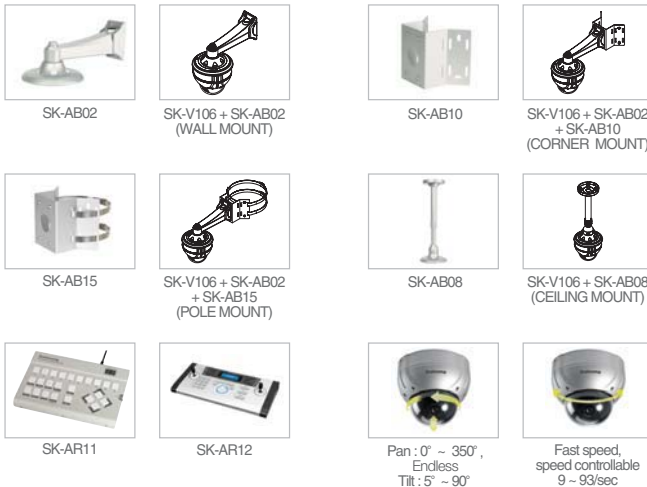 SK-AB02
SK-V106 + SK-AB02
(WALL MOUNT)
SK-AB10
SK-V106 + SK-AB02
+ SK-AB10
(CORNER MOUNT)
SK-AB15
SK-V106 + SK-AB02
+ SK-AB15
(POLE MOUNT)
SK-AB08
SK-V106 + SK-AB08
(CEILING MOUNT)
SK-AR11
SK-AR12
Pan : 0° ~ 350°,
Endless
Tilt : 5° ~ 90°
Fast speed,
speed controllable
9 ~ 93/sec